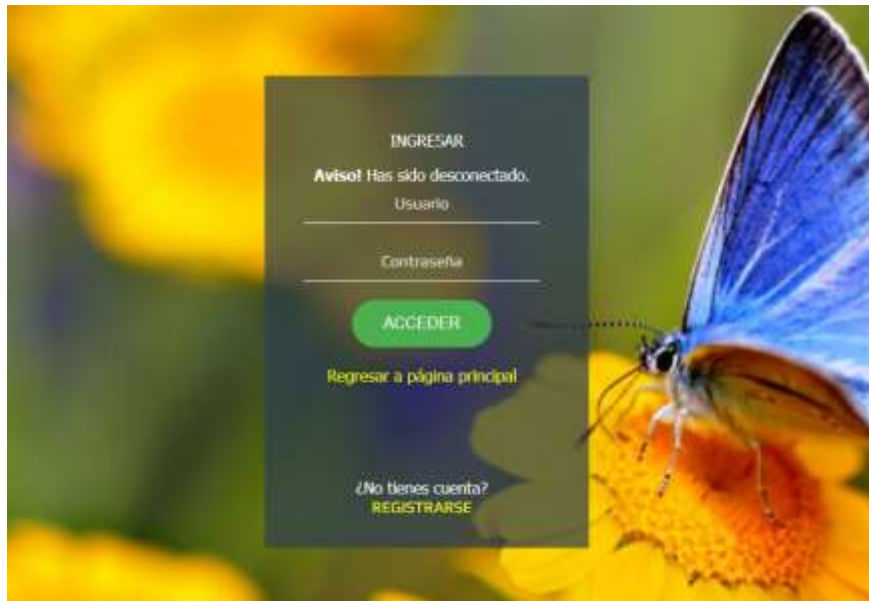 INGRESAR
Aviso! Has sido desconectado.
Usuario
Contraseña
ACCEDER
Regresar a página principal
¿No tienes cuenta?
REGISTRARSE